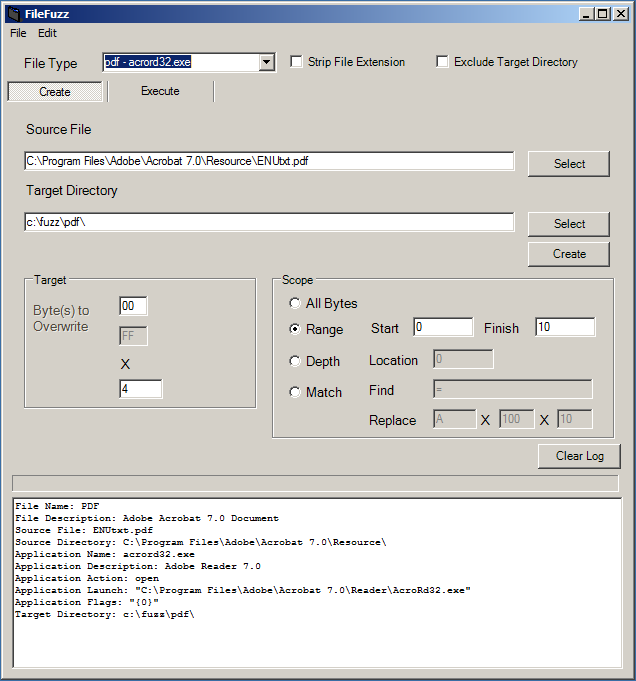 FileFuzz
File Edit
File Type pdf - acrord32.exe Strip File Extension Exclude Target Directory
Create Execute
Source File
C:\Program Files\Adobe\Acrobat 7.0\Resource\ENUtxt.pdf Select
Target Directory
c:\fuzz\pdf\ Select
Create
Target
Byte(s) to Overwrite
00
FF
X
4
Scope
All Bytes
Range Start 0 Finish 10
Depth Location 0
Match Find =
Replace A X 100 X 10
Clear Log
File Name: PDF
File Description: Adobe Acrobat 7.0 Document
Source File: ENUtxt.pdf
Source Directory: C:\Program Files\Adobe\Acrobat 7.0\Resource\
Application Name: acrord32.exe
Application Description: Adobe Reader 7.0
Application Action: open
Application Launch: "C:\Program Files\Adobe\Acrobat 7.0\Reader\AcroRd32.exe"
Application Flags: "{0}"
Target Directory: c:\fuzz\pdf\